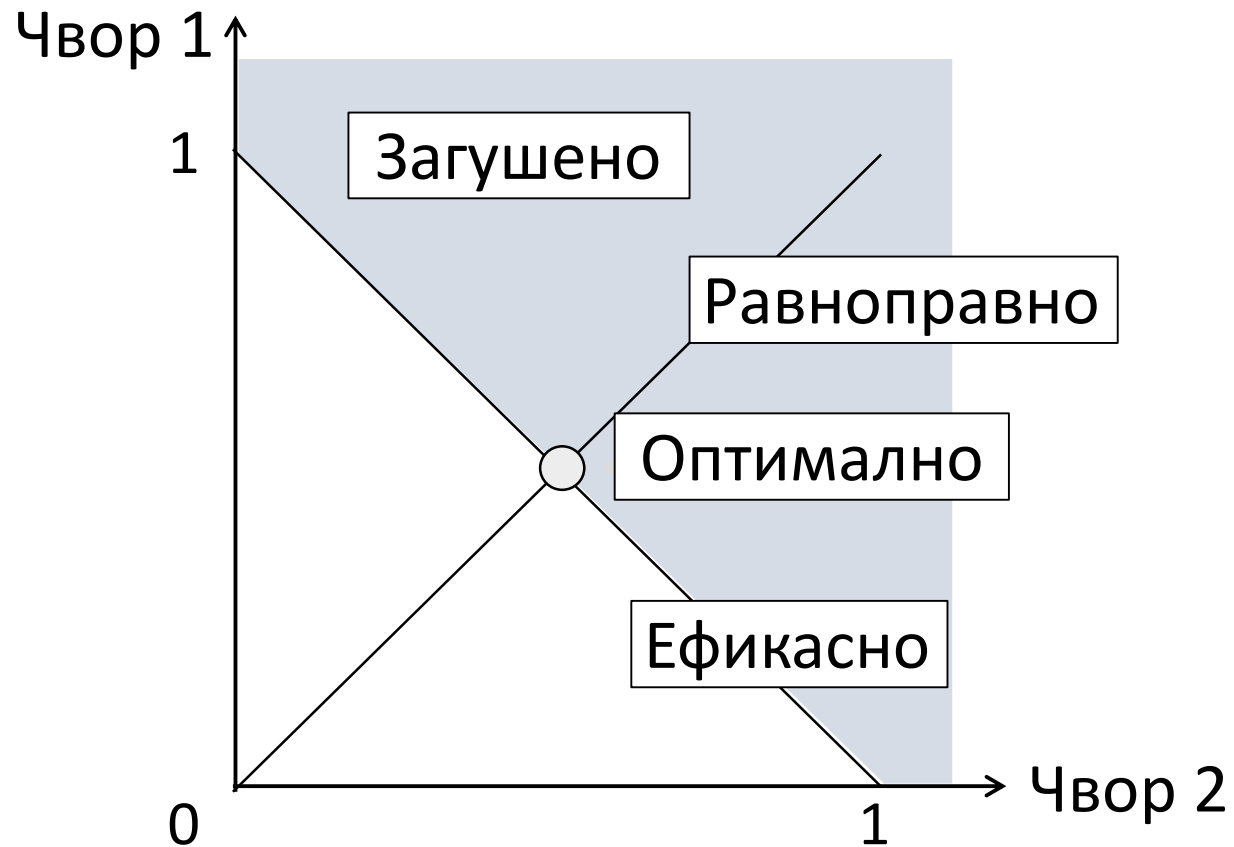 Чвор 1
1
Загушено
Равноправно
Оптимално
Ефикасно
Чвор 2
0
1